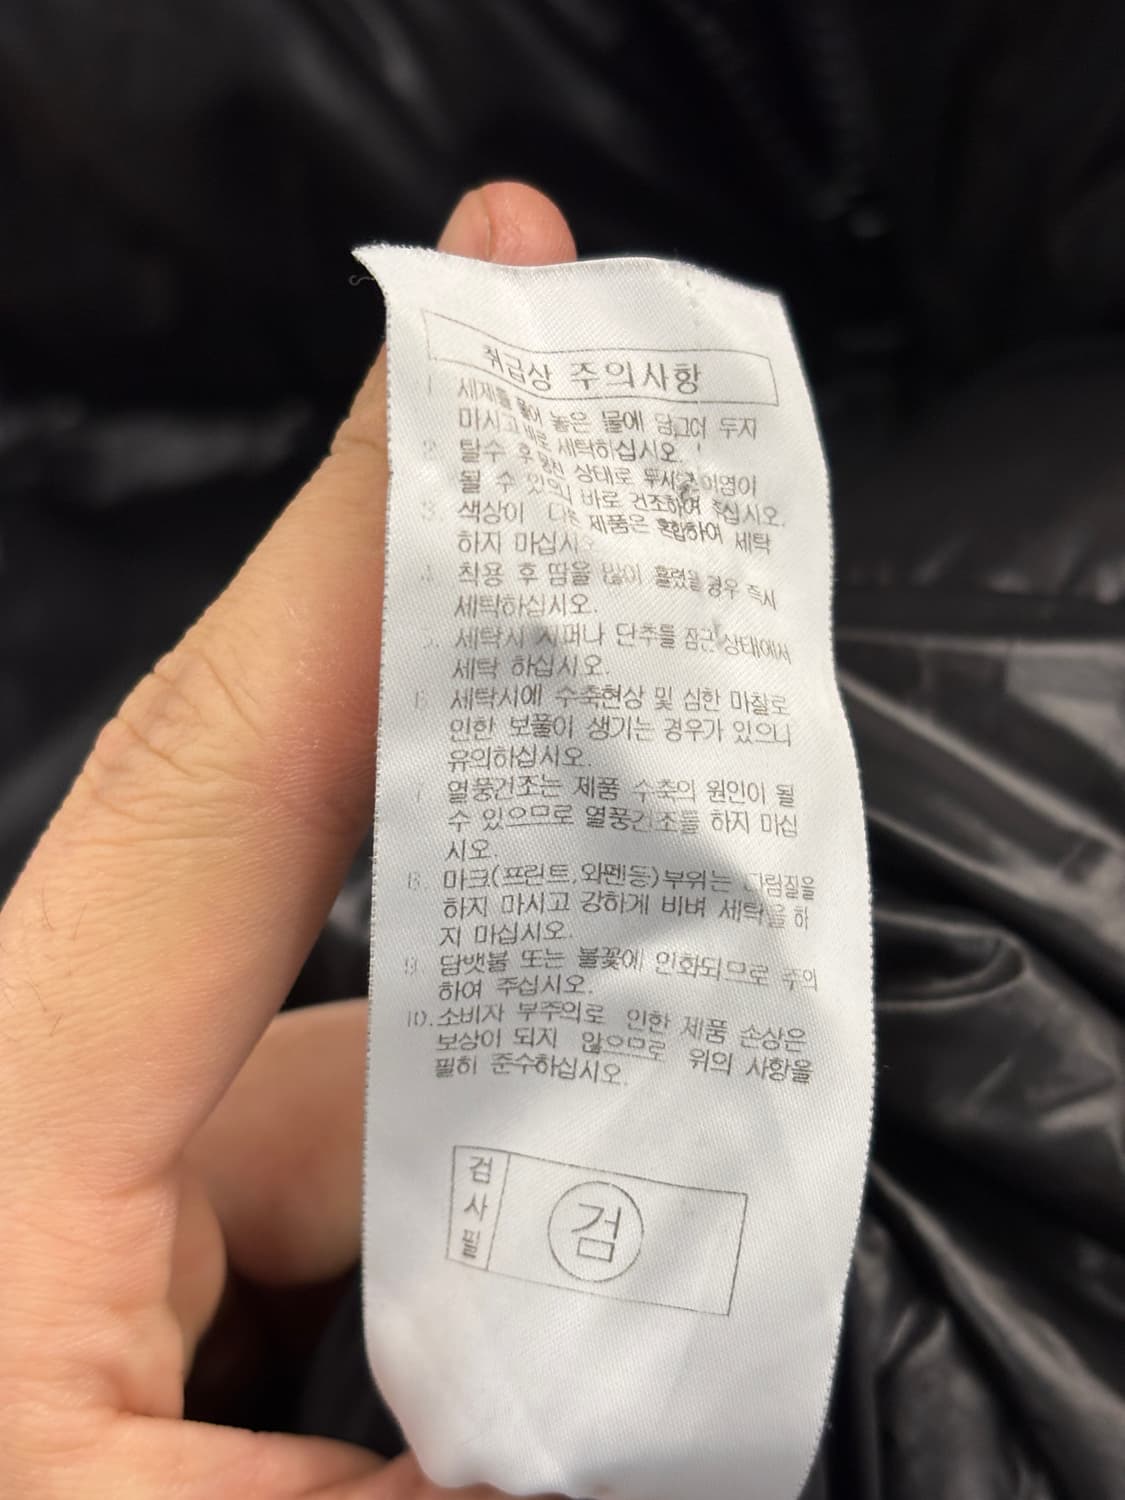 취급상 주의사항
1. 세제를 풀어 놓은 물에 담그어 두지
마시고 바로 세탁하십시오.
2. 탈수 후 상태로 두시면 이염이
될 수 있으니 바로 건조하여 주십시오.
3. 색상이 다른 제품은 혼합하여 세탁
하지 마십시오
4. 착용 후 땀을 많이 흘렸을 경우 즉시
세탁하십시오.
5. 세탁시 지퍼나 단추를 잠근 상태에서
세탁 하십시오.
6. 세탁시에 수축현상 및 심한 마찰로
인한 보풀이 생기는 경우가 있으니
유의하십시오.
7. 열풍건조는 제품 수축의 원인이 될
수 있으므로 열풍건조를 하지 마십
시오.
8. 마크(프린트,와펜등)부위는 다림질을
하지 마시고 강하게 비벼 세탁을 하
지 마십시오.
9. 담뱃불 또는 불꽃에 인화되므로 주의
하여 주십시오.
10.소비자 부주의로 인한 제품 손상은
보상이 되지 않으므로 위의 사항을
필히 준수하십시오.
검사필
검